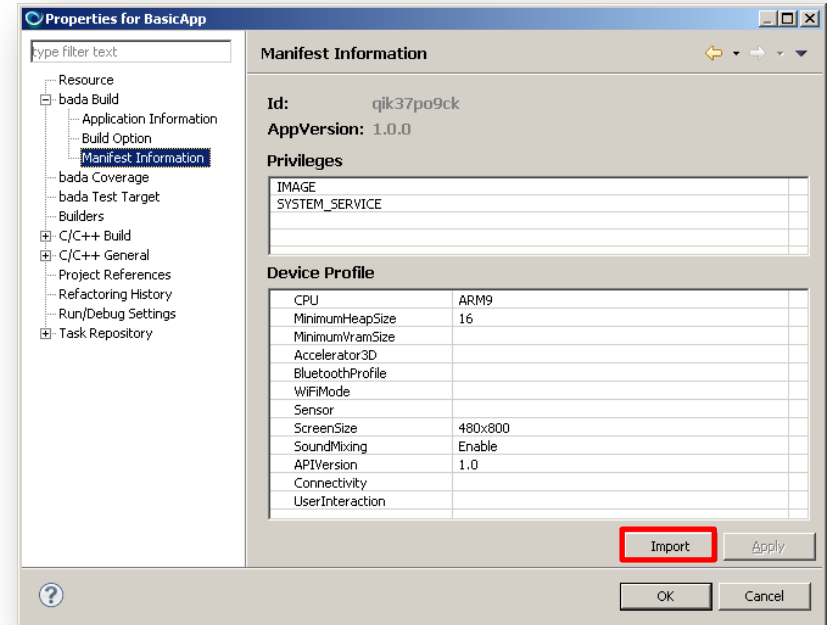 Properties for BasicApp
type filter text
Resource
bada Build
Application Information
Build Option
Manifest Information
bada Coverage
bada Test Target
Builders
C/C++ Build
C/C++ General
Project References
Refactoring History
Run/Debug Settings
Task Repository
Manifest Information
Id: qik37po9ck
AppVersion: 1.0.0
Privileges
IMAGE
SYSTEM_SERVICE
Device Profile
CPU ARM9
MinimumHeapSize 16
MinimumVramSize
Accelerator3D
BluetoothProfile
WiFiMode
Sensor
ScreenSize 480x800
SoundMixing Enable
APIVersion 1.0
Connectivity
UserInteraction
Import Apply
OK Cancel